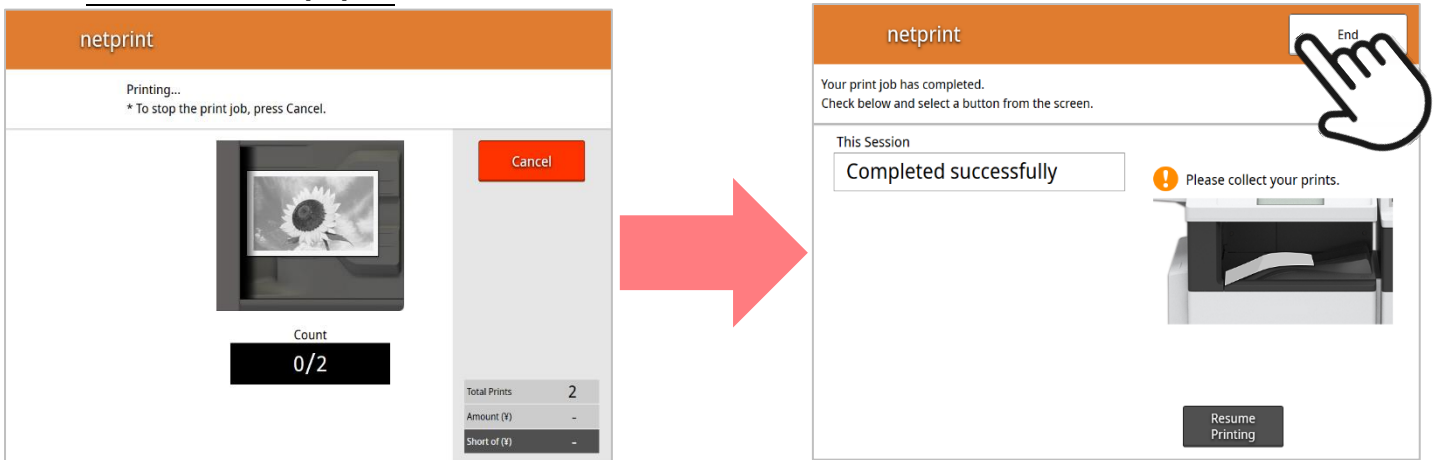 netprint
Printing...
* To stop the print job, press Cancel.
Cancel
Count
0/2
Total Prints 2
Amount (¥) -
Short of (¥) -
netprint
End
Your print job has completed.
Check below and select a button from the screen.
This Session
Completed successfully
Please collect your prints.
Resume
Printing